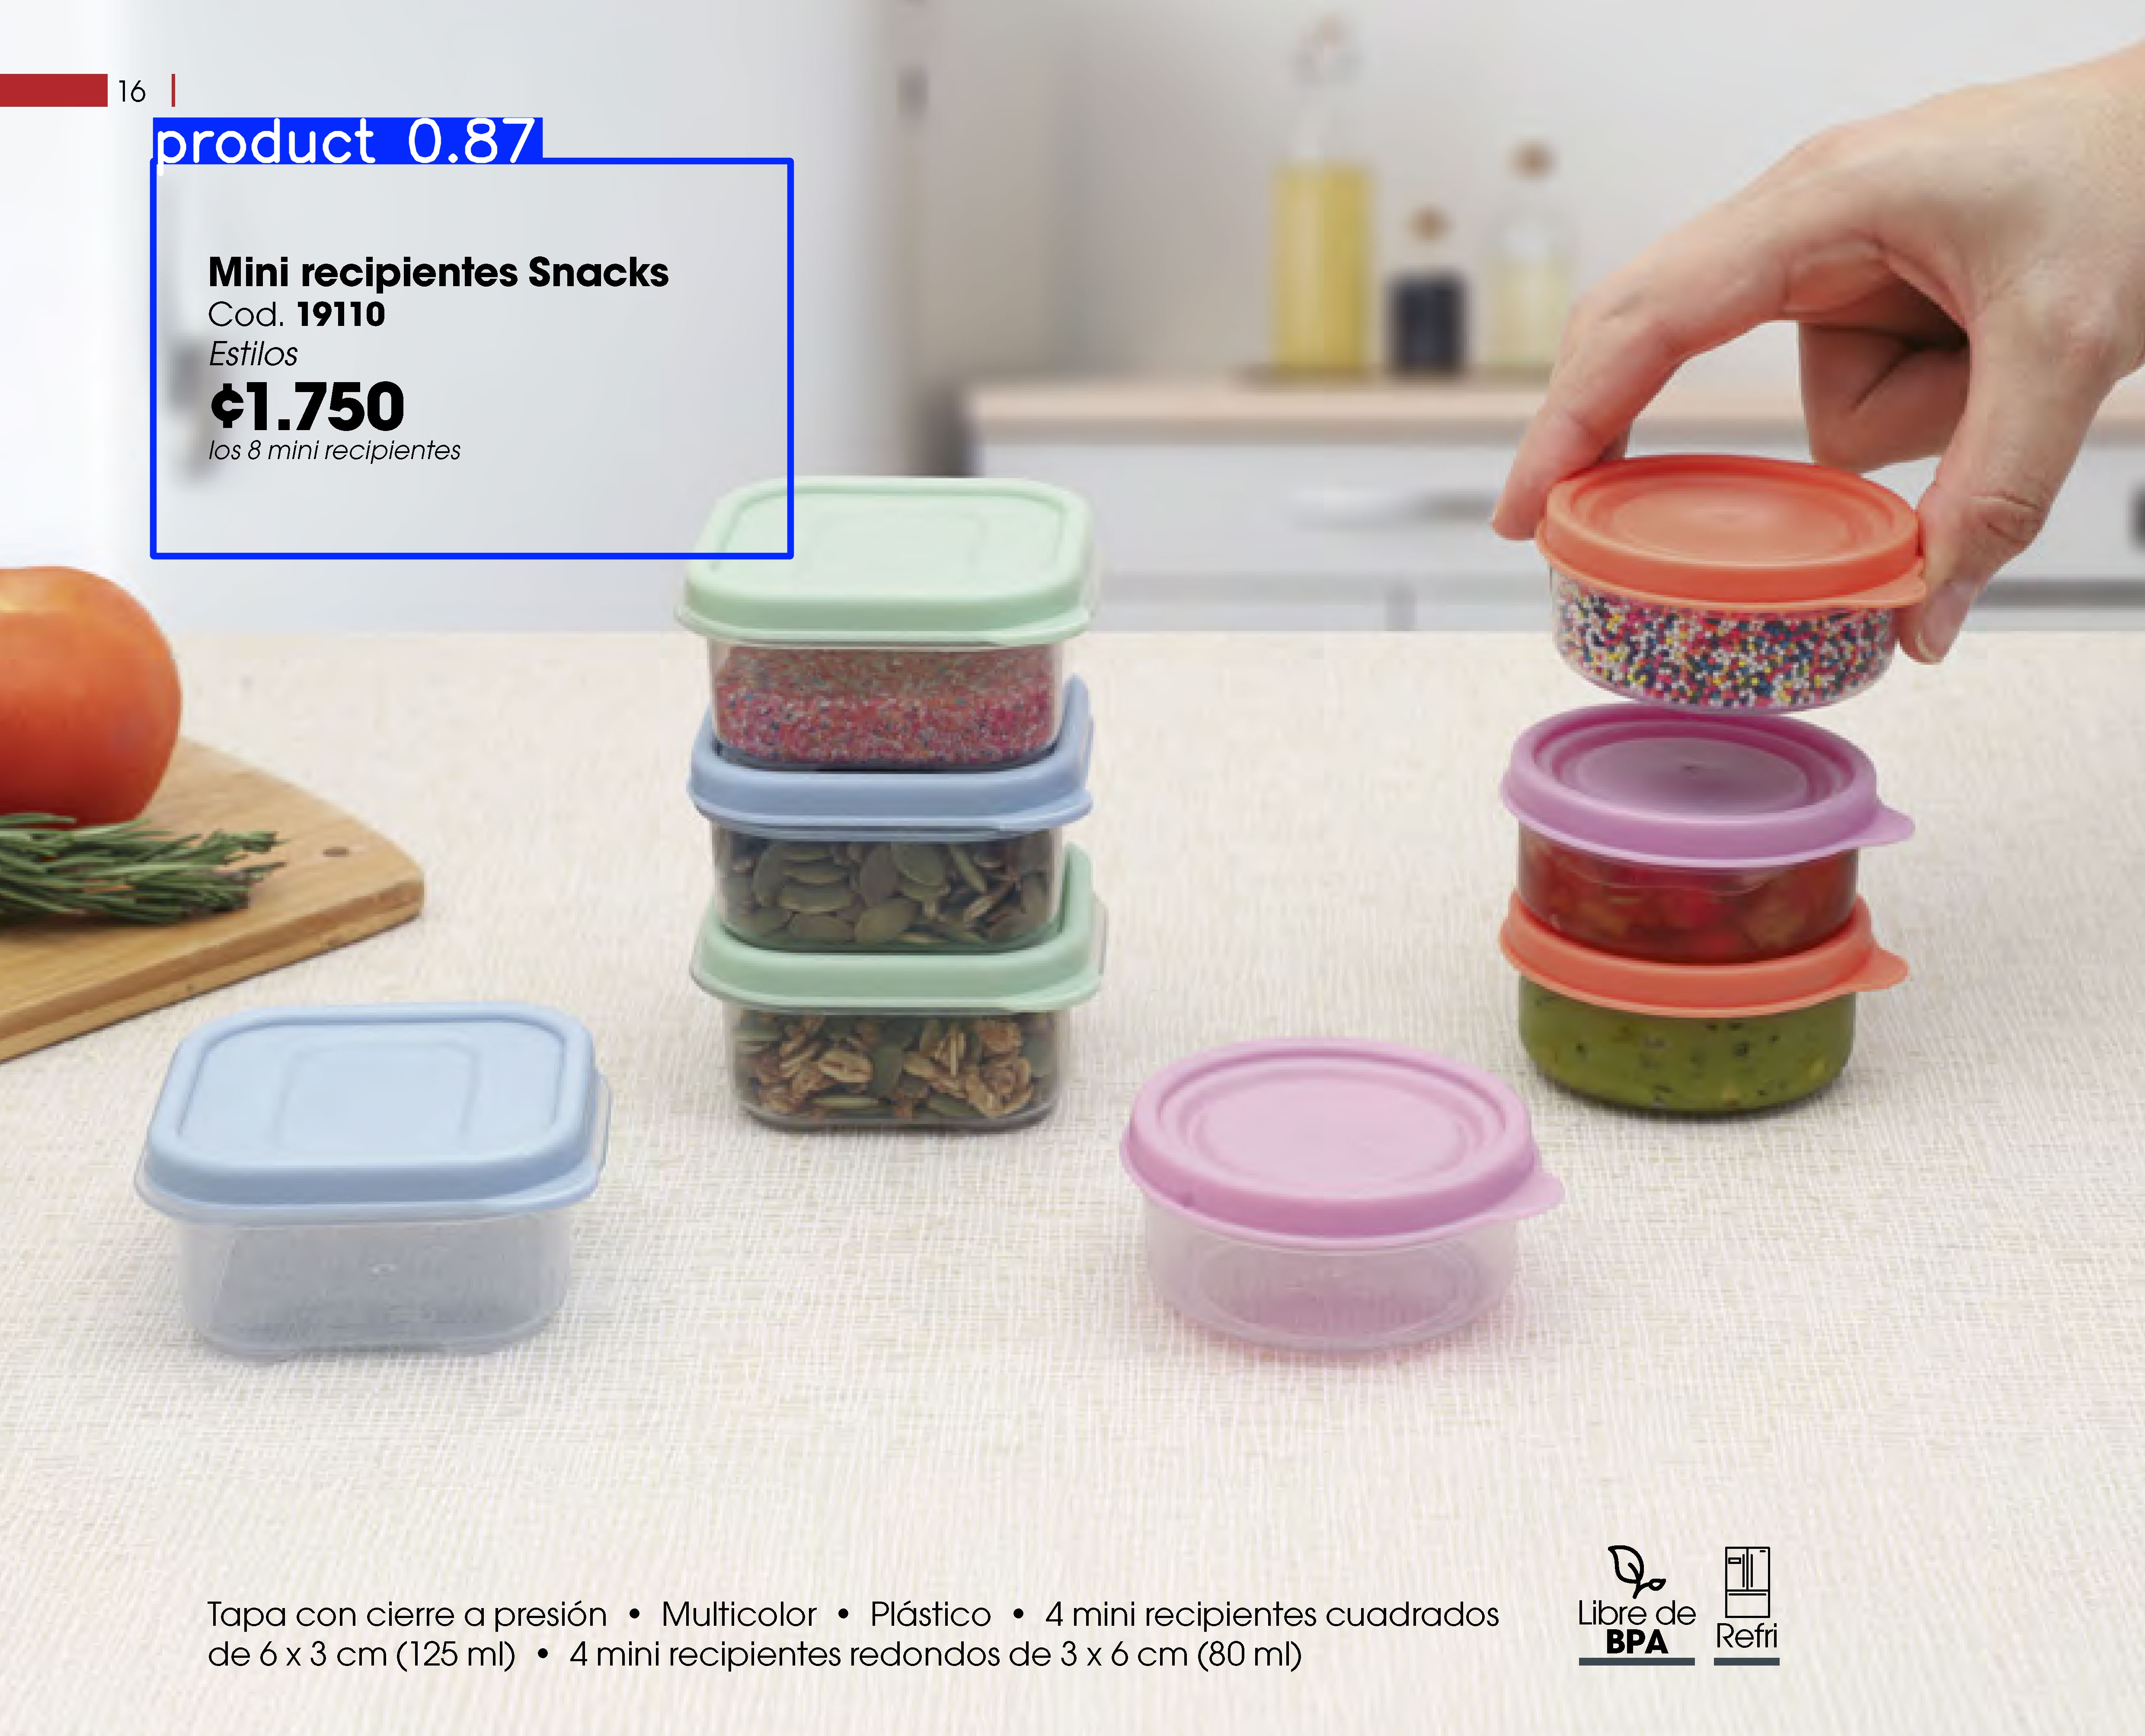 16
product 0.87
Mini recipientes Snacks
Cod. 19110
Estilos
¢1.750
los 8 mini recipientes
Tapa con cierre a presión • Multicolor • Plástico • 4 mini recipientes cuadrados
de 6 x 3 cm (125 ml) • 4 mini recipientes redondos de 3 x 6 cm (80 ml)
Libre de
BPA
Refri